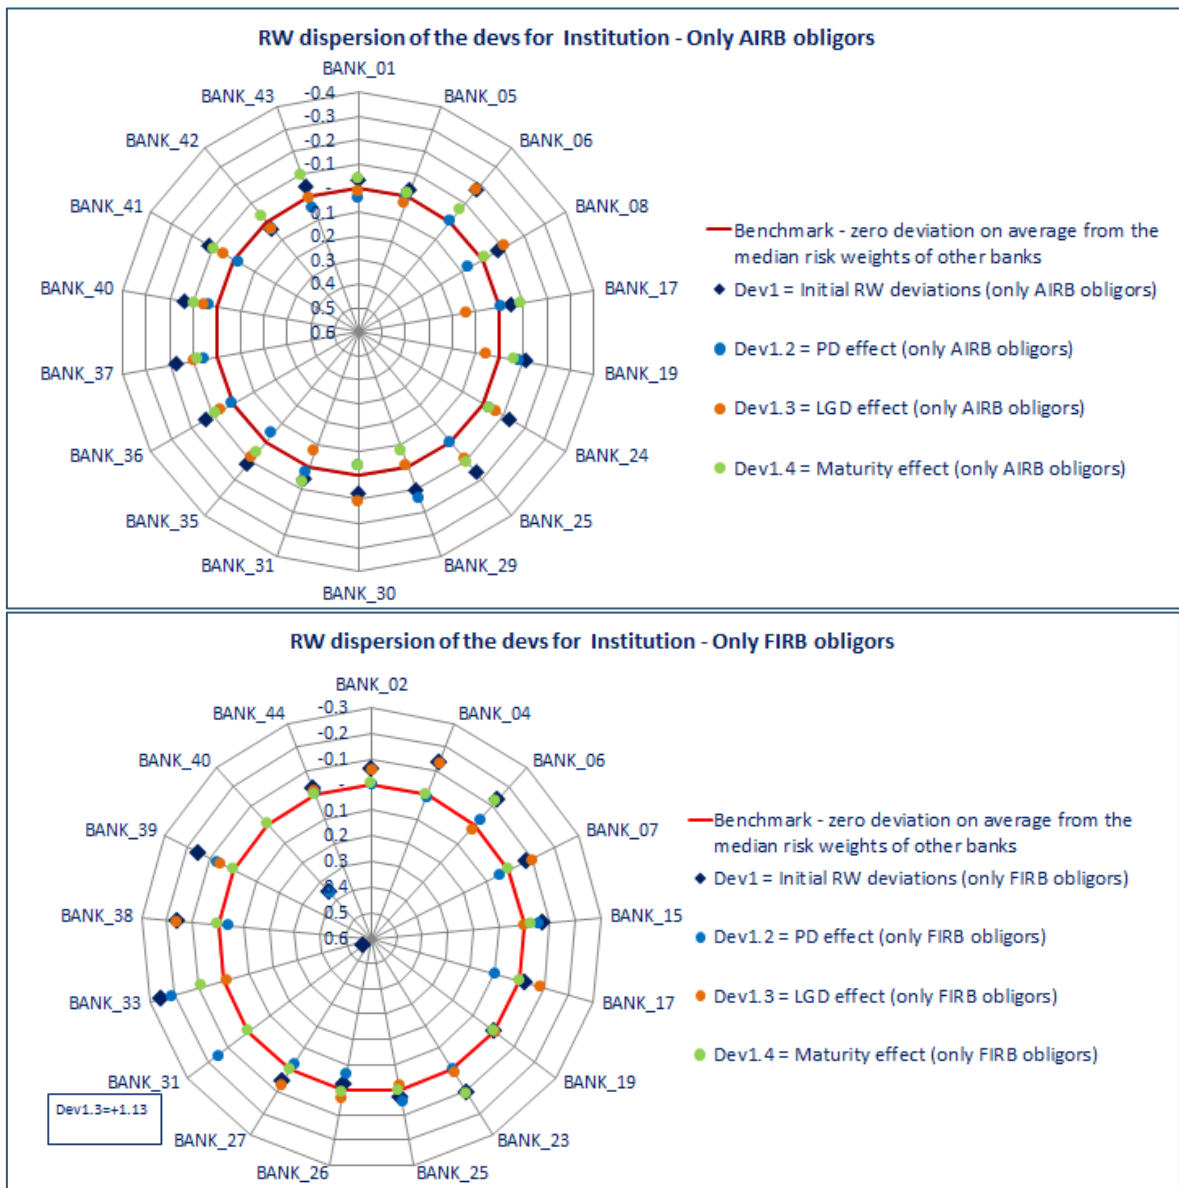 RW dispersion of the devs for Institution - Only AIRB obligors
BANK_01
BANK_05
BANK_06
BANK_08
BANK_17
BANK_19
BANK_24
BANK_25
BANK_29
BANK_30
BANK_31
BANK_35
BANK_36
BANK_37
BANK_40
BANK_41
BANK_42
BANK_43
-0.4
-0.3
-0.2
-0.1
-
0.1
0.2
0.3
0.4
0.5
0.6
Benchmark - zero deviation on average from the
median risk weights of other banks
Dev1 = Initial RW deviations (only AIRB obligors)
Dev1.2 = PD effect (only AIRB obligors)
Dev1.3 = LGD effect (only AIRB obligors)
Dev1.4 = Maturity effect (only AIRB obligors)
RW dispersion of the devs for Institution - Only FIRB obligors
BANK_02
BANK_04
BANK_06
BANK_07
BANK_15
BANK_17
BANK_19
BANK_23
BANK_25
BANK_26
BANK_27
BANK_31
BANK_33
BANK_38
BANK_39
BANK_40
BANK_44
-0.3
-0.2
-0.1
-
0.1
0.2
0.3
0.4
0.5
0.6
Benchmark - zero deviation on average from the
median risk weights of other banks
Dev1 = Initial RW deviations (only FIRB obligors)
Dev1.2 = PD effect (only FIRB obligors)
Dev1.3 = LGD effect (only FIRB obligors)
Dev1.4 = Maturity effect (only FIRB obligors)
Dev1.3=+1.13